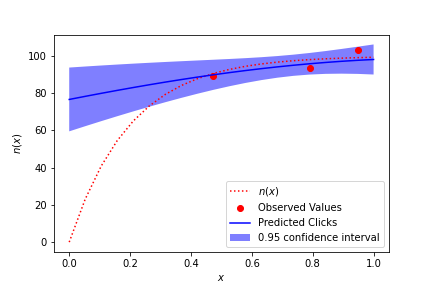 100
80
60
40
20
0
n(x)
n(x)
Observed Values
Predicted Clicks
0.95 confidence interval
0.0 0.2 0.4 0.6 0.8 1.0
x